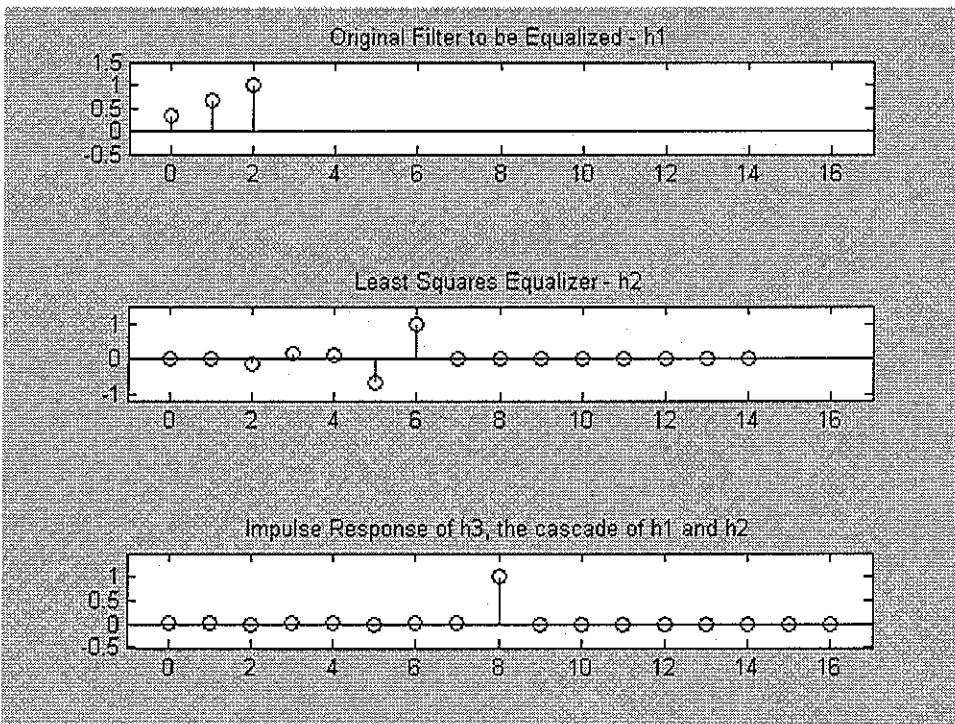 Original Filter to be Equalized - h1
1.5
1
0.5
0
-0.5
0 2 4 6 8 10 12 14 16
Least Squares Equalizer - h2
1
0
-1
0 2 4 6 8 10 12 14 16
Impulse Response of h3, the cascade of h1 and h2
1
0.5
0
-0.5
0 2 4 6 8 10 12 14 16